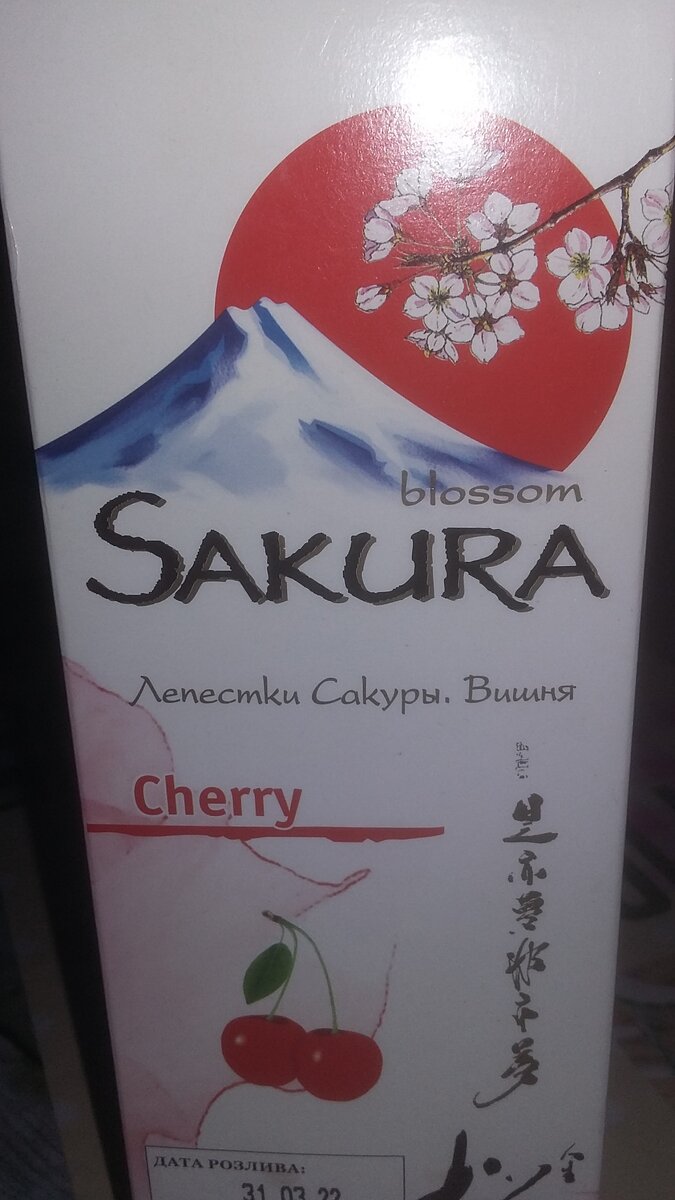 blossom
SAKURA
Лепестки Сакуры. Вишня
Cherry
ДАТА РОЗЛИВА:
31 03 22